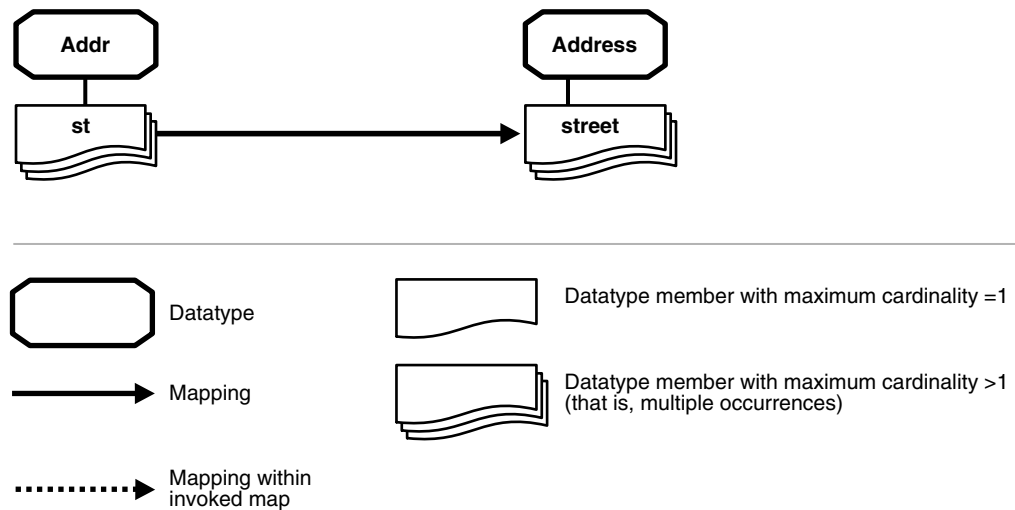 Addr
Address
st
street
Datatype
Datatype member with maximum cardinality =1
Mapping
Datatype member with maximum cardinality >1
(that is, multiple occurrences)
Mapping within
invoked map